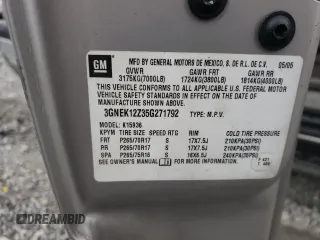 GM
MFD BY GENERAL MOTORS DE MEXICO, S. DE R.L. DE C.V. 05/05
GVWR GAWR FRT GAWR RR
3175KG(7000LB) 1724KG(3800LB) 1814KG(4000LB)
THIS VEHICLE CONFORMS TO ALL APPLICABLE U.S. FEDERAL
MOTOR VEHICLE SAFETY STANDARDS IN EFFECT ON THE DATE
OF MANUFACTURE SHOWN ABOVE.
3GNEK12Z35G271792 TYPE: M.P.V.
MODEL: K15936
KPYM TIRE SIZE SPEED RTG RIM COLD TIRE PRESSURE
FRT P265/70R17 S 17X7.5J 210KPA(30PSI)
RR P265/70R17 S 17X7.5J 210KPA(30PSI)
SPA P265/75R16 S 16X6.5J 240KPA(35PSI)
SEE OWNER'S MANUAL